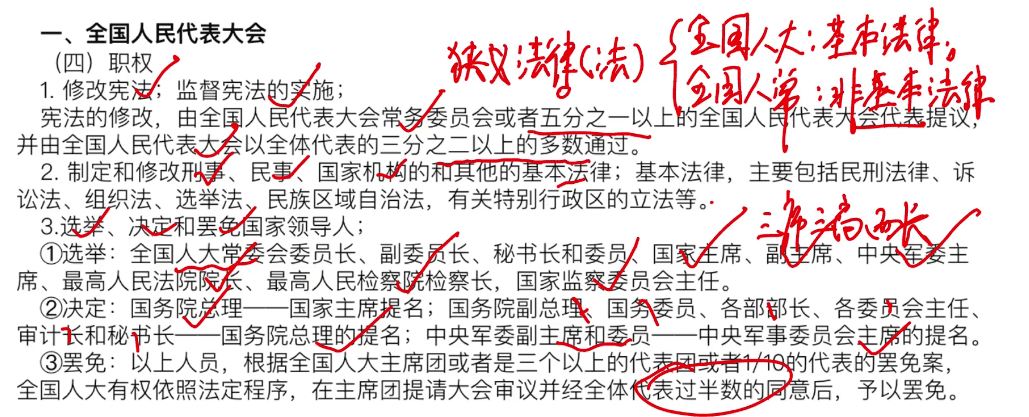 一、全国人民代表大会
（四）职权
狭义法律(法)
全国人大：基本法律；
全国人常：非基本法律
1. 修改宪法；监督宪法的实施；
宪法的修改，由全国人民代表大会常务委员会或者五分之一以上的全国人民代表大会代表提议，
并由全国人民代表大会以全体代表的三分之二以上的多数通过。
2. 制定和修改刑事、民事、国家机构的和其他的基本法律；基本法律，主要包括民刑法律、诉
讼法、组织法、选举法、民族区域自治法，有关特别行政区的立法等。
3.选举、决定和罢免国家领导人；
①选举：全国人大常委会委员长、副委员长、秘书长和委员，国家主席、副主席、中央军委主
席、最高人民法院院长、最高人民检察院检察长，国家监察委员会主任。
②决定：国务院总理——国家主席提名；国务院副总理、国务委员、各部部长、各委员会主任、
审计长和秘书长——国务院总理的提名；中央军委副主席和委员——中央军事委员会主席的提名。
③罢免：以上人员，根据全国人大主席团或者是三个以上的代表团或者1/10的代表的罢免案，
全国人大有权依照法定程序，在主席团提请大会审议并经全体代表过半数的同意后，予以罢免。